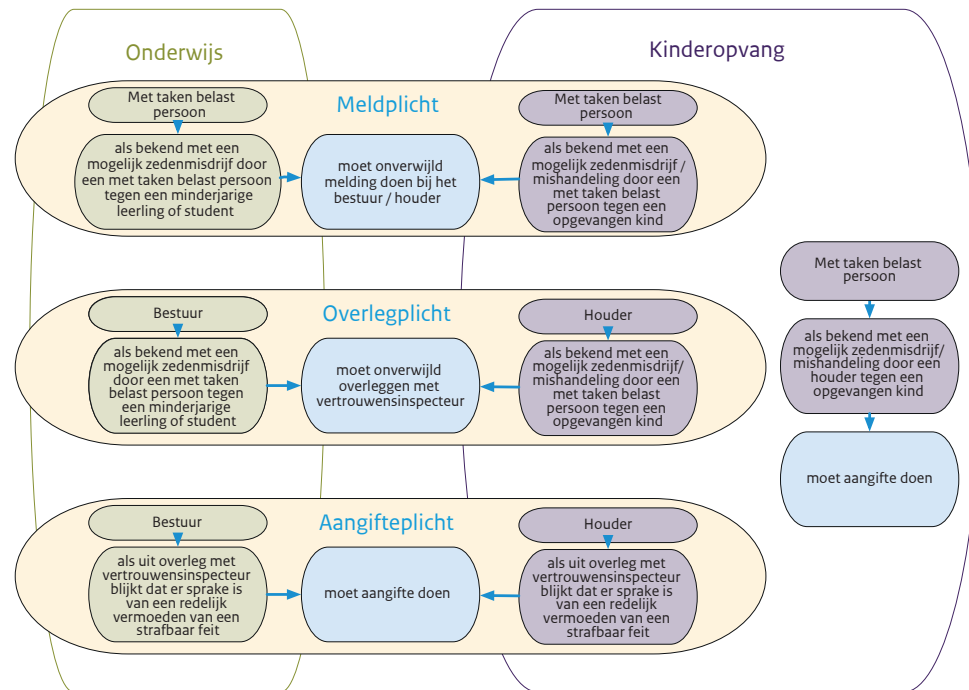 Onderwijs
Kinderopvang
Meldplicht
Met taken belast
persoon
als bekend met een
mogelijk zedenmisdrijf door
een met taken belast persoon
tegen een minderjarige
leerling of student
moet onverwijld
melding doen bij het
bestuur / houder
Met taken belast
persoon
als bekend met een
mogelijk zedenmisdrijf /
mishandeling door een
met taken belast
persoon tegen een
opgevangen kind
Overlegplicht
Bestuur
als bekend met een
mogelijk zedenmisdrijf
door een met taken
belast persoon tegen
een minderjarige
leerling of student
moet onverwijld
overleggen met
vertrouwensinspecteur
Houder
als bekend met een
mogelijk zedenmisdrijf/
mishandeling door een
met taken belast
persoon tegen een
opgevangen kind
Aangifteplicht
Bestuur
als uit overleg met
vertrouwensinspecteur
blijkt dat er sprake is
van een redelijk
vermoeden van een
strafbaar feit
moet aangifte doen
Houder
als uit overleg met
vertrouwensinspecteur
blijkt dat er sprake is
van een redelijk
vermoeden van een
strafbaar feit
Met taken belast
persoon
als bekend met een
mogelijk zedenmisdrijf/
mishandeling door een
houder tegen een
opgevangen kind
moet aangifte doen